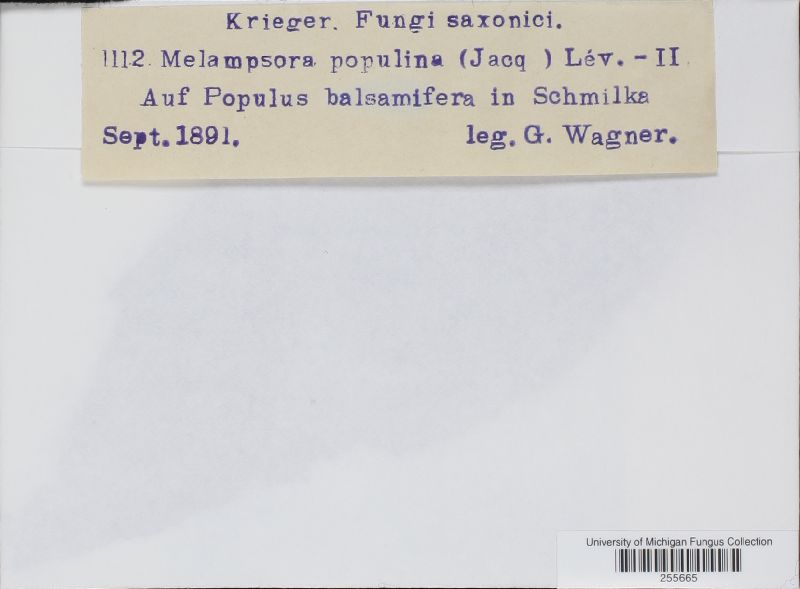 Krieger. Fungi saxonici.
1112. Melampsora populina (Jacq ) Lév. - II.
Auf Populus balsamifera in Schmilka
Sept. 1891. leg. G. Wagner.
University of Michigan Fungus Collection
255665